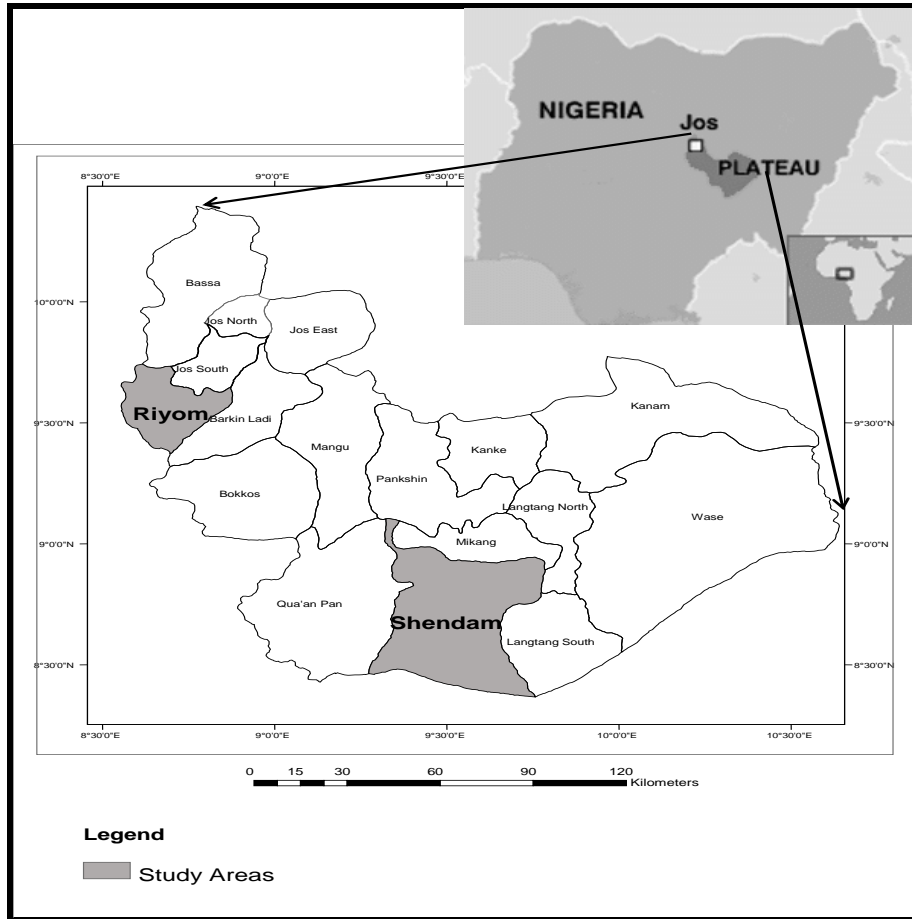 NIGERIA
Jos
PLATEAU
8°30'0"E
9°0'0"E
9°30'0"E
10°0'0"N
9°30'0"N
9°0'0"N
8°30'0"N
Bassa
Jos North
Jos East
Jos South
Riyom
Barkin Ladi
Mangu
Kanam
Kanke
Pankshin
Bokkos
Langtang North
Wase
Mikang
Qua'an Pan
Shendam
Langtang South
9°30'0"N
9°0'0"N
8°30'0"N
8°30'0"E
9°0'0"E
9°30'0"E
10°0'0"E
10°30'0"E
0 15 30 60 90 120
Kilometers
Legend
Study Areas